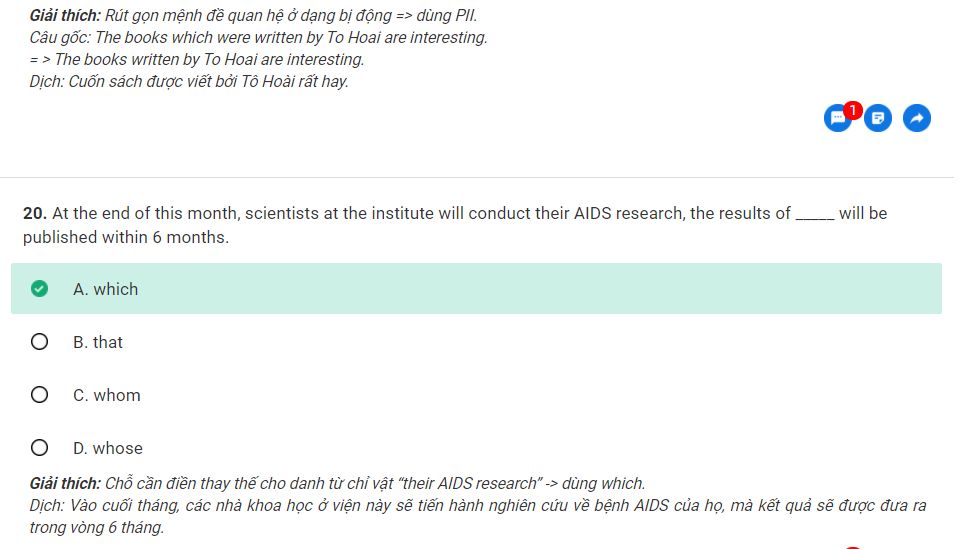 Giải thích: Rút gọn mệnh đề quan hệ ở dạng bị động => dùng PII.
Câu gốc: The books which were written by To Hoai are interesting.
= > The books written by To Hoai are interesting.
Dịch: Cuốn sách được viết bởi Tô Hoài rất hay.
1
20. At the end of this month, scientists at the institute will conduct their AIDS research, the results of _____ will be
published within 6 months.
A. which
B. that
C. whom
D. whose
Giải thích: Chỗ cần điền thay thế cho danh từ chỉ vật “their AIDS research” -> dùng which.
Dịch: Vào cuối tháng, các nhà khoa học ở viện này sẽ tiến hành nghiên cứu về bệnh AIDS của họ, mà kết quả sẽ được đưa ra
trong vòng 6 tháng.